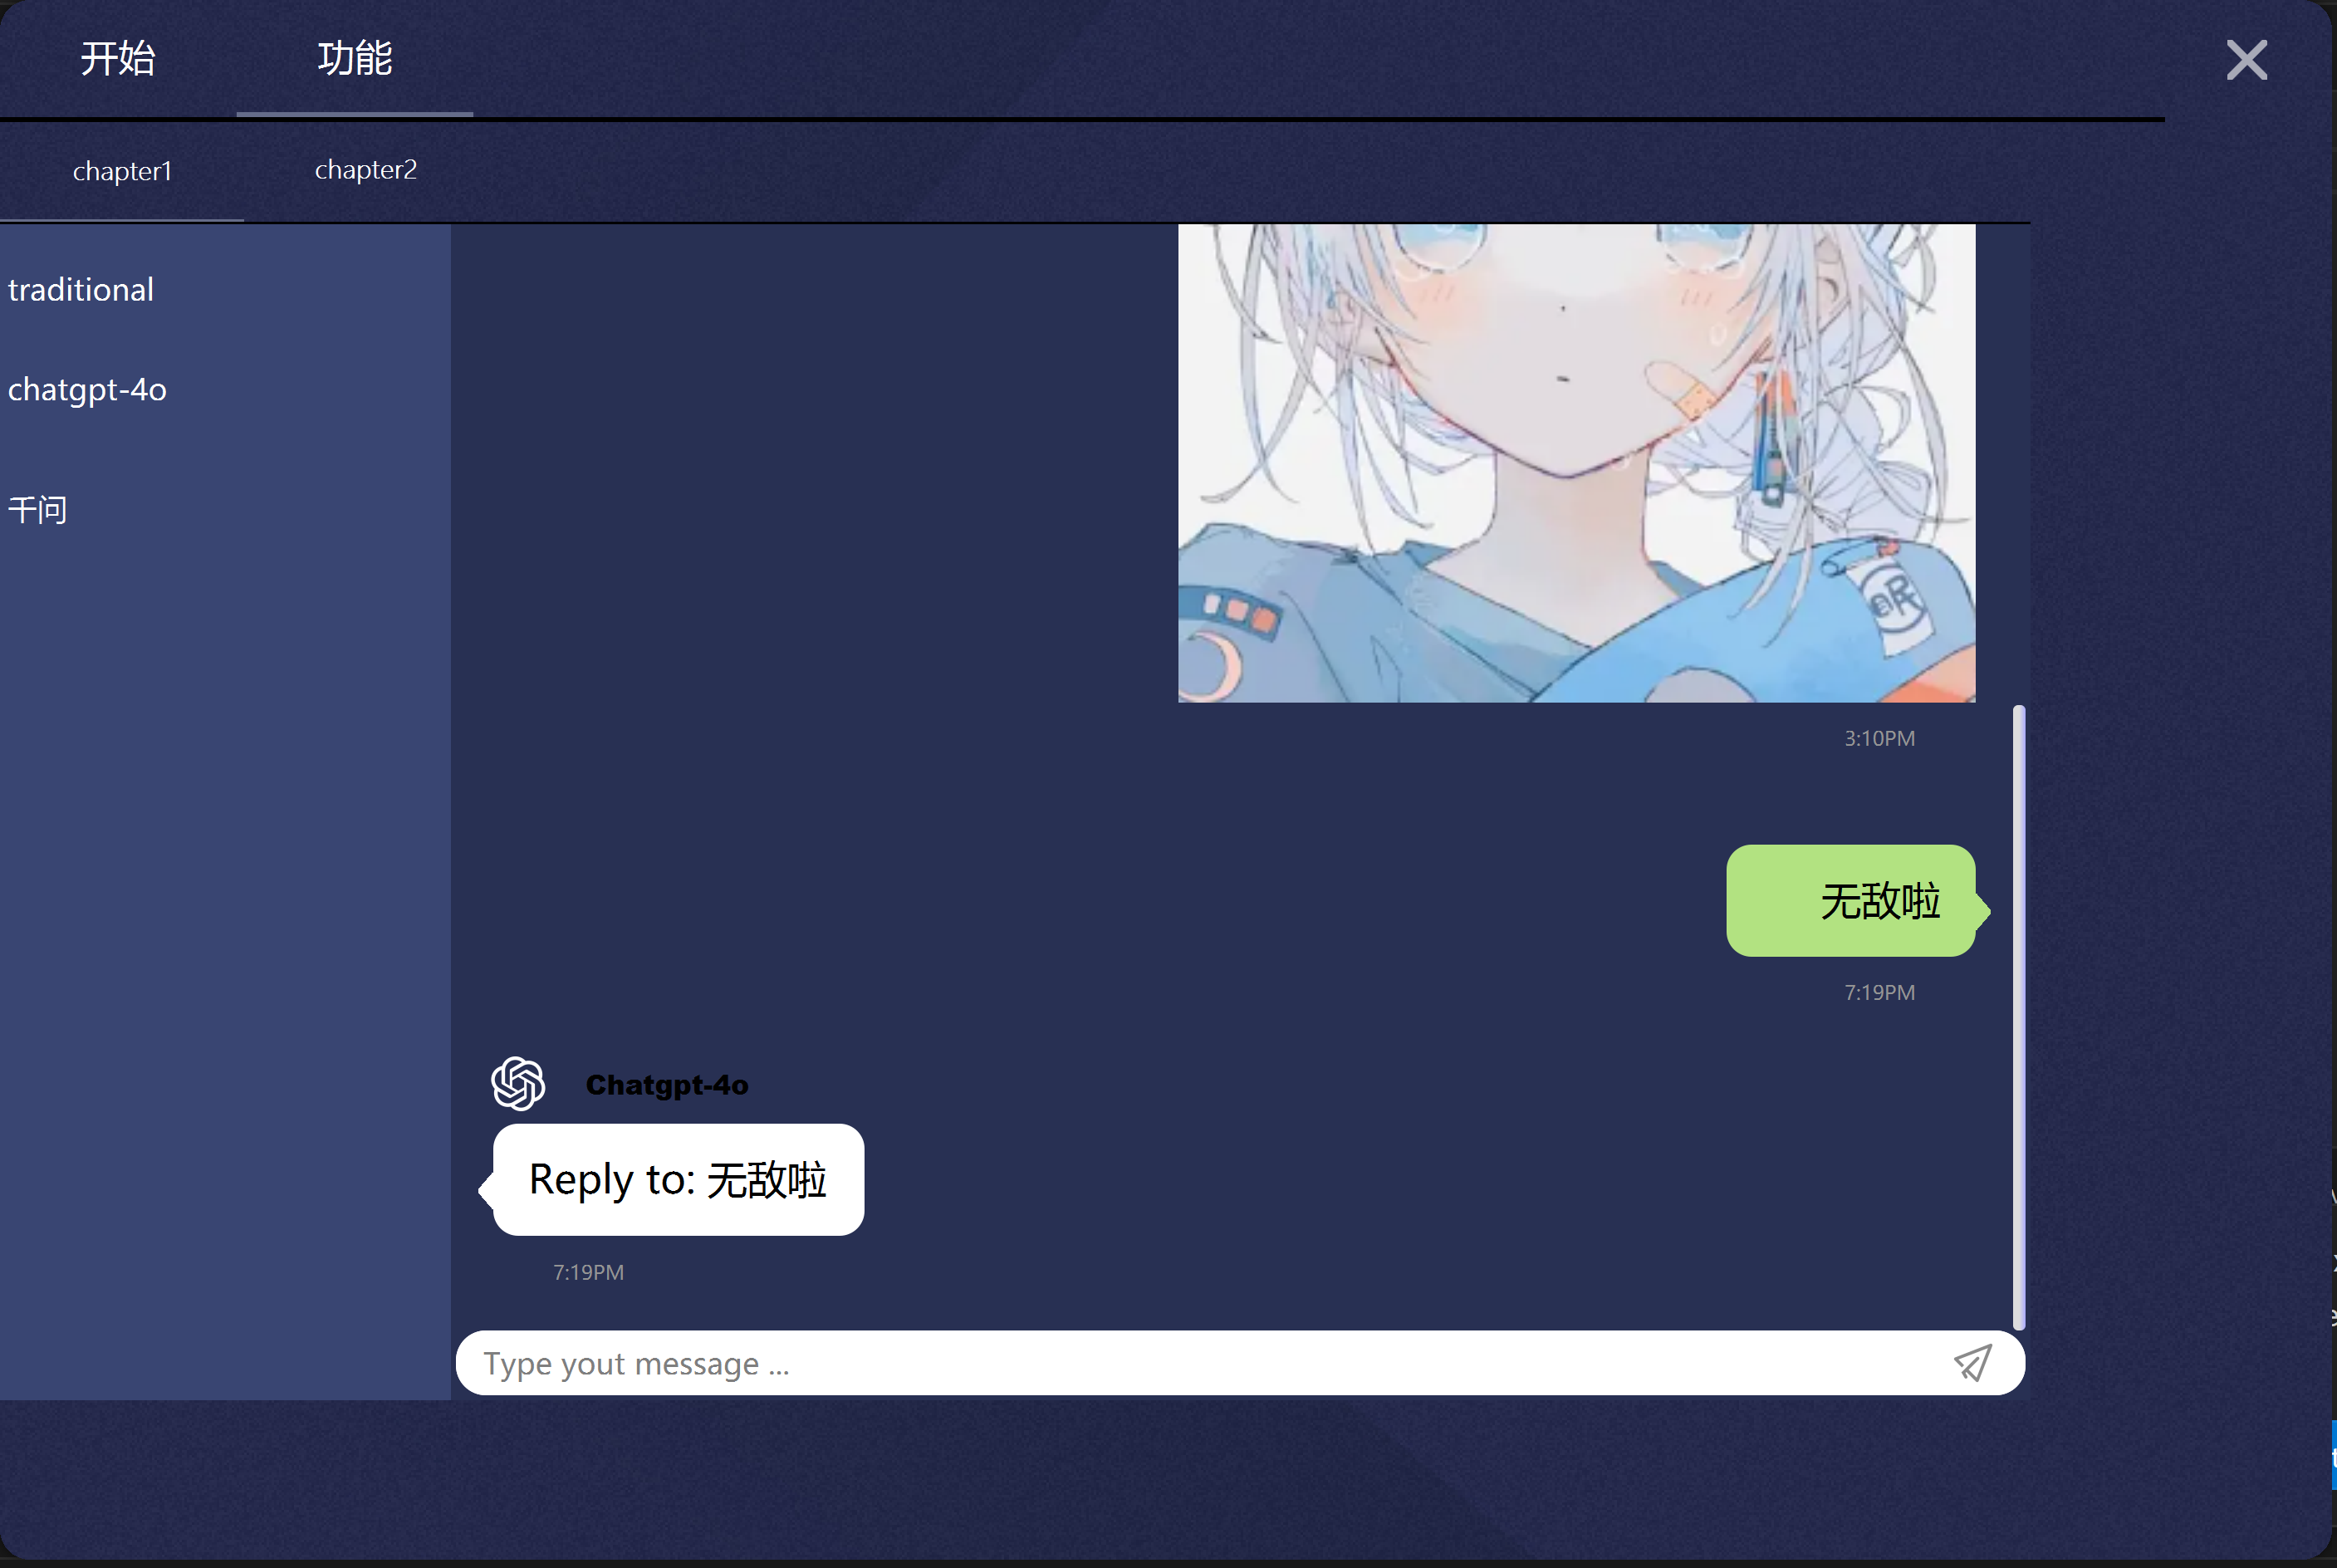 开始
功能
chapter1
chapter2
traditional
chatgpt-4o
千问
眠
3:10PM
无敌啦
7:19PM
Chatgpt-4o
Reply to: 无敌啦
7:19PM
Type yout message ...